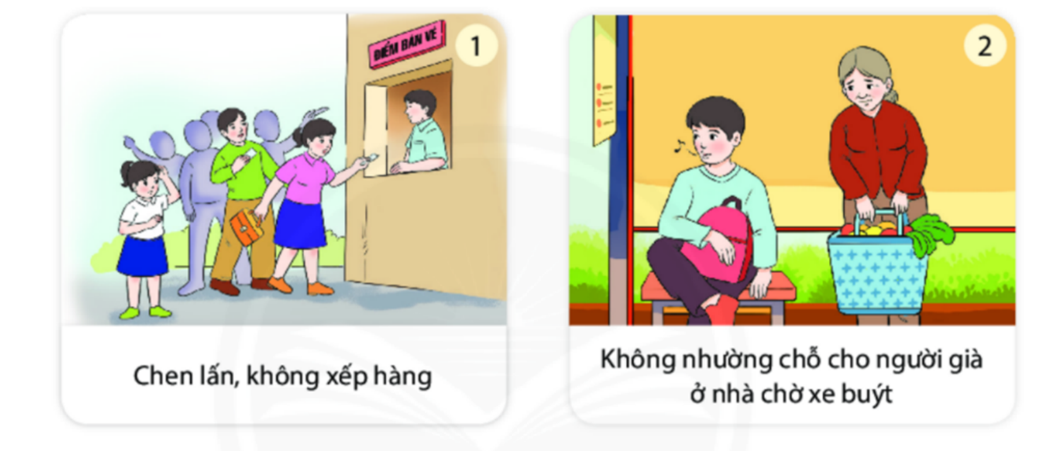 ĐIỂM BÁN VÉ
1
Chen lấn, không xếp hàng
2
Không nhường chỗ cho người già
ở nhà chờ xe buýt